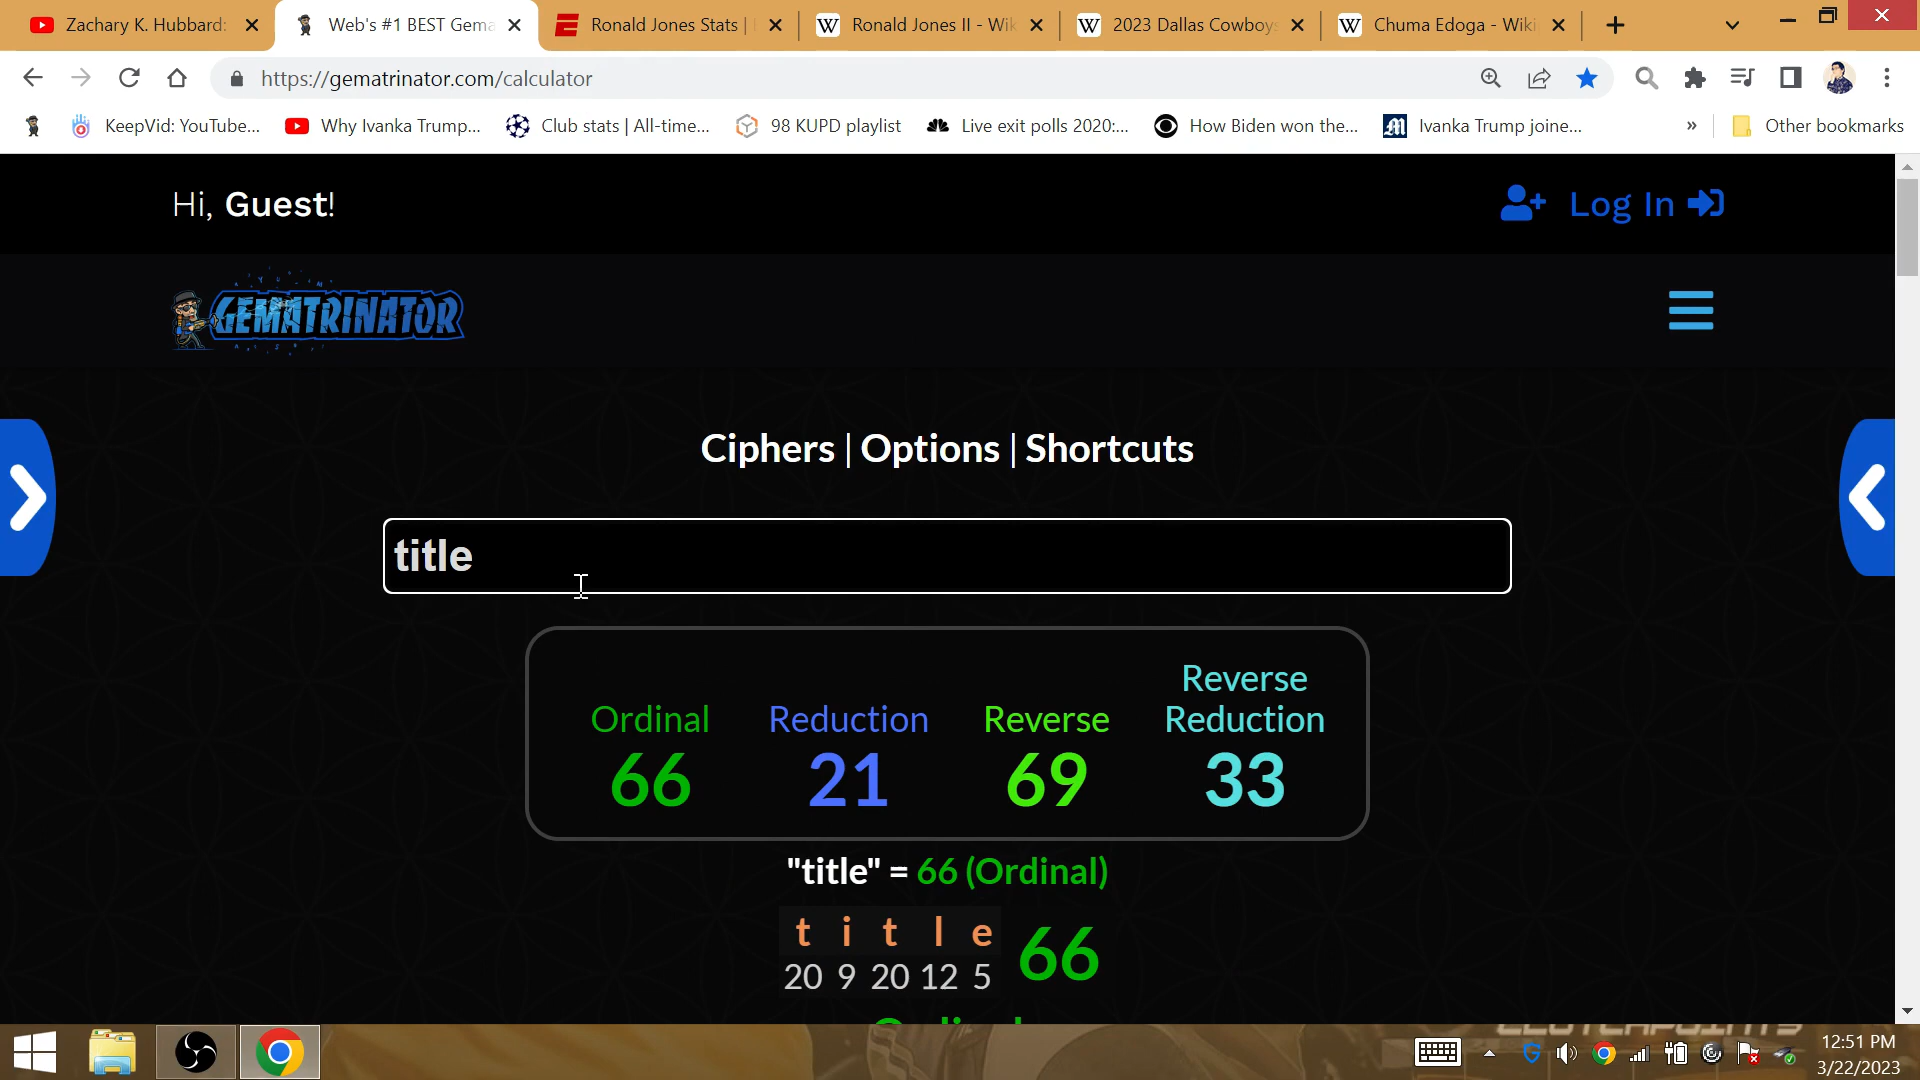 Zachary K. Hubbard:
Web's #1 BEST Gema
Ronald Jones Stats |
Ronald Jones II - Wik
2023 Dallas Cowboys
Chuma Edoga - Wiki
https://gematrinator.com/calculator
KeepVid: YouTube...
Why Ivanka Trump...
Club stats | All-time...
98 KUPD playlist
Live exit polls 2020:...
How Biden won the...
Ivanka Trump joine...
»
Other bookmarks
Hi, Guest!
Log In
GEMATRINATOR
Ciphers | Options | Shortcuts
title
Ordinal
66
Reduction
21
Reverse
69
Reverse
Reduction
33
"title" = 66 (Ordinal)
t i t l e
20 9 20 12 5
66
CLUTCHPOINTS
12:51 PM
3/22/2023